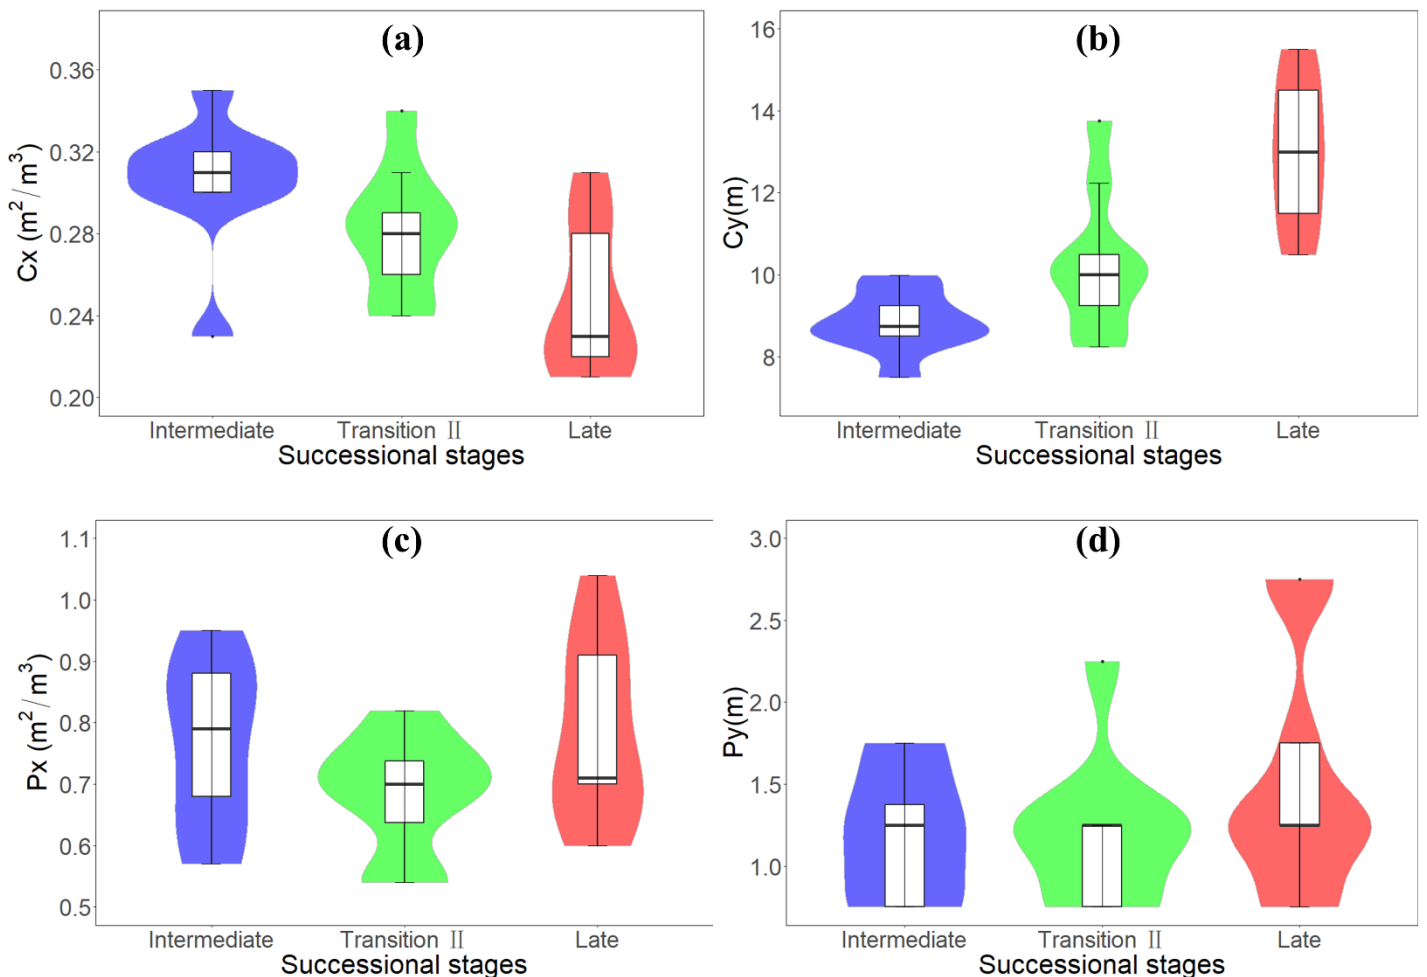 (a)
Cx (m²/m³)
0.36
0.32
0.28
0.24
0.20
Intermediate Transition Ⅱ Late
Successional stages
(b)
Cy(m)
16
14
12
10
8
Intermediate Transition Ⅱ Late
Successional stages
(c)
Px (m²/m³)
1.1
1.0
0.9
0.8
0.7
0.6
0.5
Intermediate Transition Ⅱ Late
Successional stages
(d)
Py(m)
3.0
2.5
2.0
1.5
1.0
Intermediate Transition Ⅱ Late
Successional stages